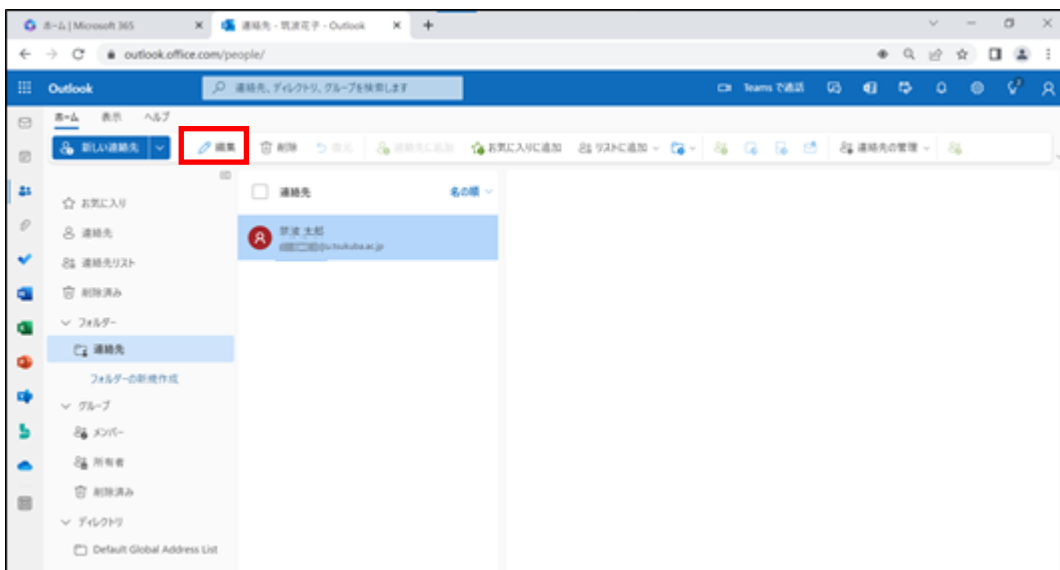 ホーム | Microsoft 365
連絡先 - 筑波花子 - Outlook
outlook.office.com/people/
Outlook
連絡先、ディレクトリ、グループを検索します
Teams で通話
ホーム 表示 ヘルプ
新しい連絡先 編集 削除 復元 連絡先に追加 お気に入りに追加 リストに追加 連絡先の管理
お気に入り
連絡先
連絡先リスト
削除済み
フォルダー
連絡先
フォルダーの新規作成
グループ
メンバー
所有者
削除済み
ディレクトリ
Default Global Address List
連絡先 名の順
筑波 太郎
u.tsukuba.ac.jp